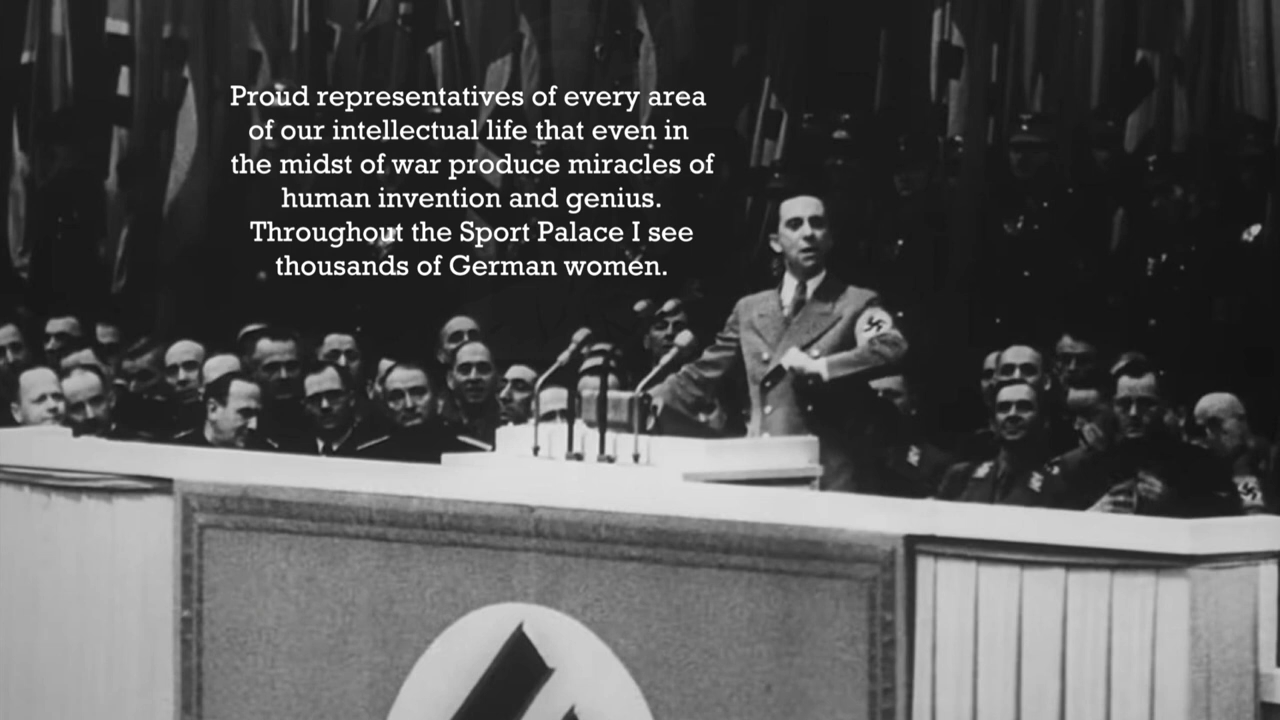 Proud representatives of every area
of our intellectual life that even in
the midst of war produce miracles of
human invention and genius.
Throughout the Sport Palace I see
thousands of German women.